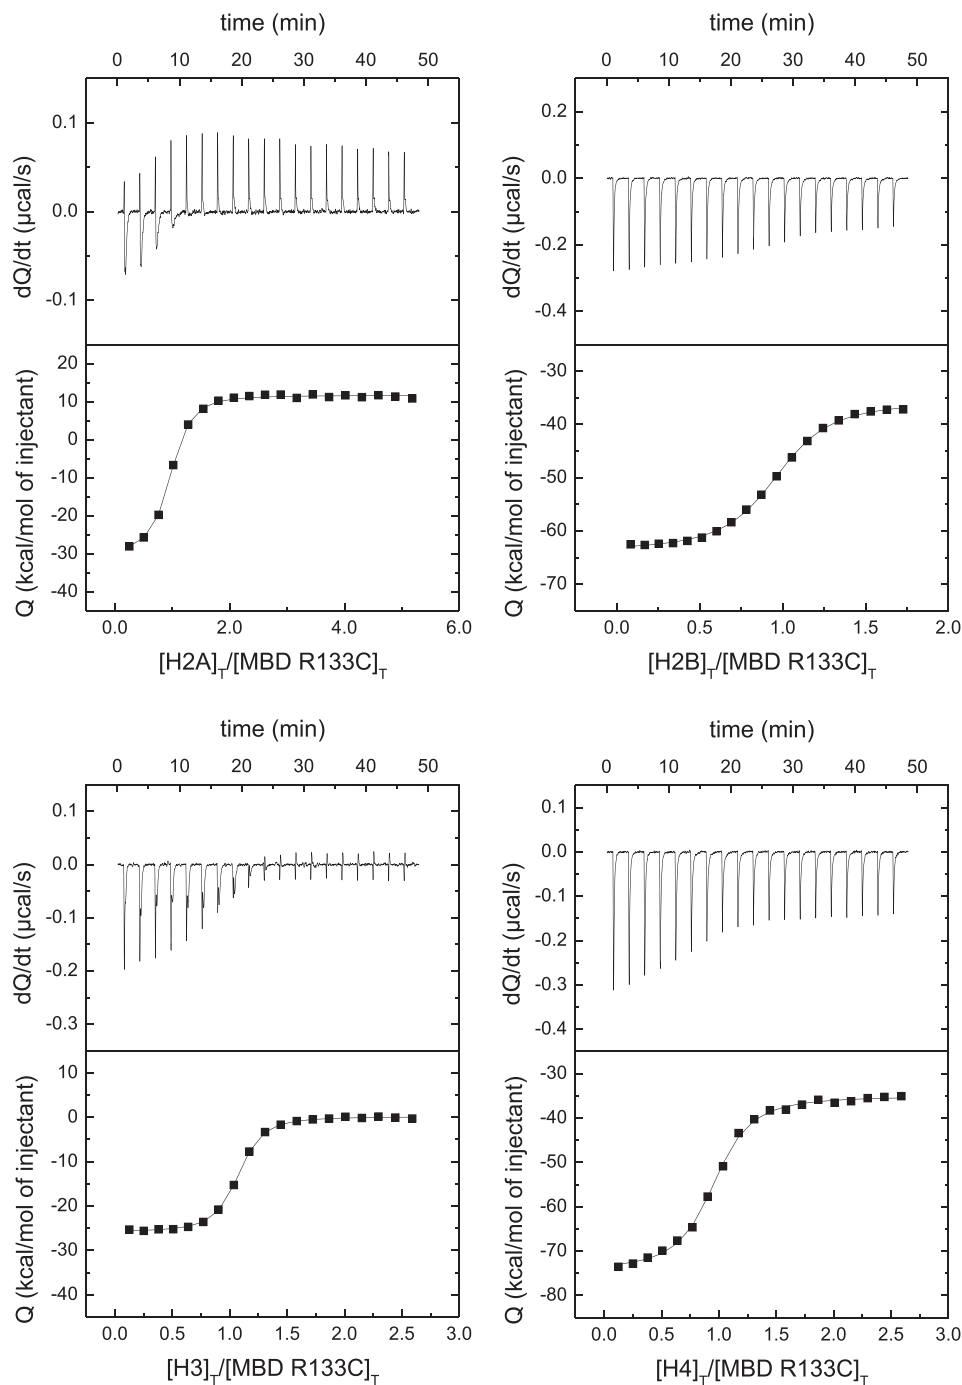 time (min)
0 10 20 30 40 50
0.1
0.0
-0.1
dQ/dt (μcal/s)
20
10
0
-10
-20
-30
-40
Q (kcal/mol of injectant)
0.0 2.0 4.0 6.0
[H2A]T/[MBD R133C]T
time (min)
0 10 20 30 40 50
0.2
0.0
-0.2
-0.4
dQ/dt (μcal/s)
-30
-40
-50
-60
-70
Q (kcal/mol of injectant)
0.0 0.5 1.0 1.5 2.0
[H2B]T/[MBD R133C]T
time (min)
0 10 20 30 40 50
0.1
0.0
-0.1
-0.2
-0.3
dQ/dt (μcal/s)
10
0
-10
-20
-30
-40
Q (kcal/mol of injectant)
0.0 0.5 1.0 1.5 2.0 2.5 3.0
[H3]T/[MBD R133C]T
time (min)
0 10 20 30 40 50
0.1
0.0
-0.1
-0.2
-0.3
-0.4
dQ/dt (μcal/s)
-30
-40
-50
-60
-70
-80
Q (kcal/mol of injectant)
0.0 0.5 1.0 1.5 2.0 2.5 3.0
[H4]T/[MBD R133C]T